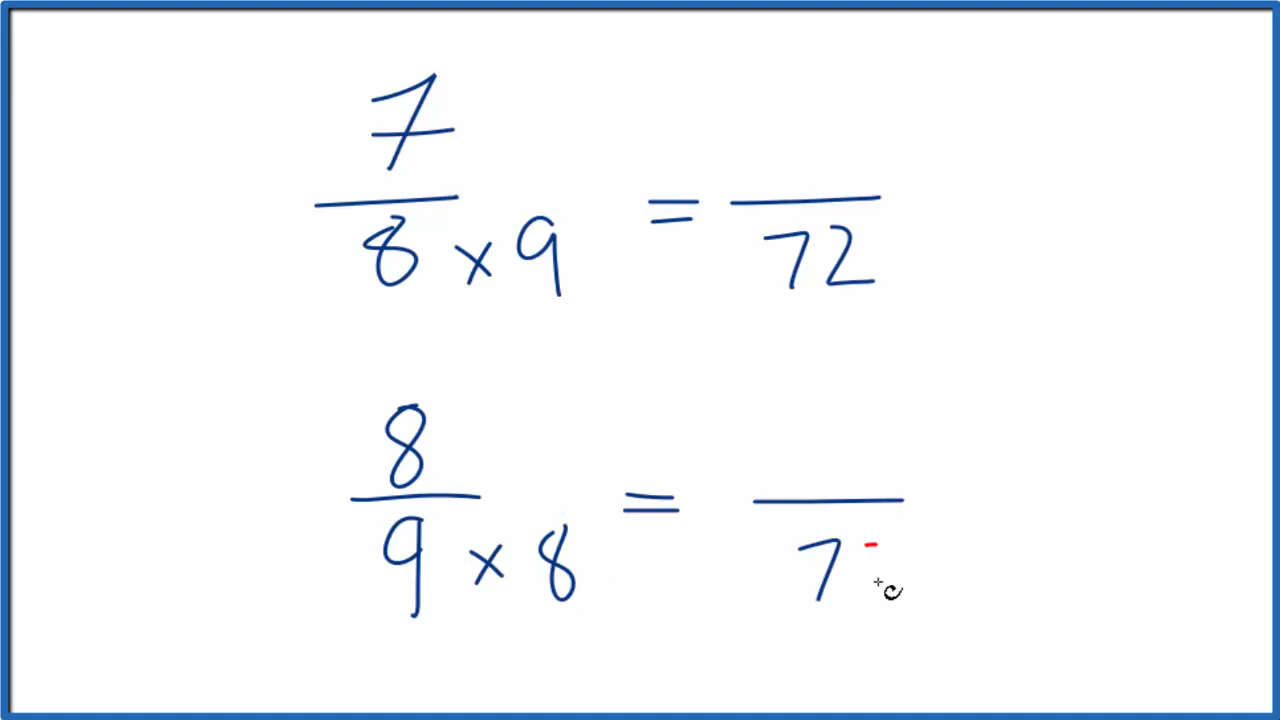 7
8 × 9 = 72
8
9 × 8 = 7